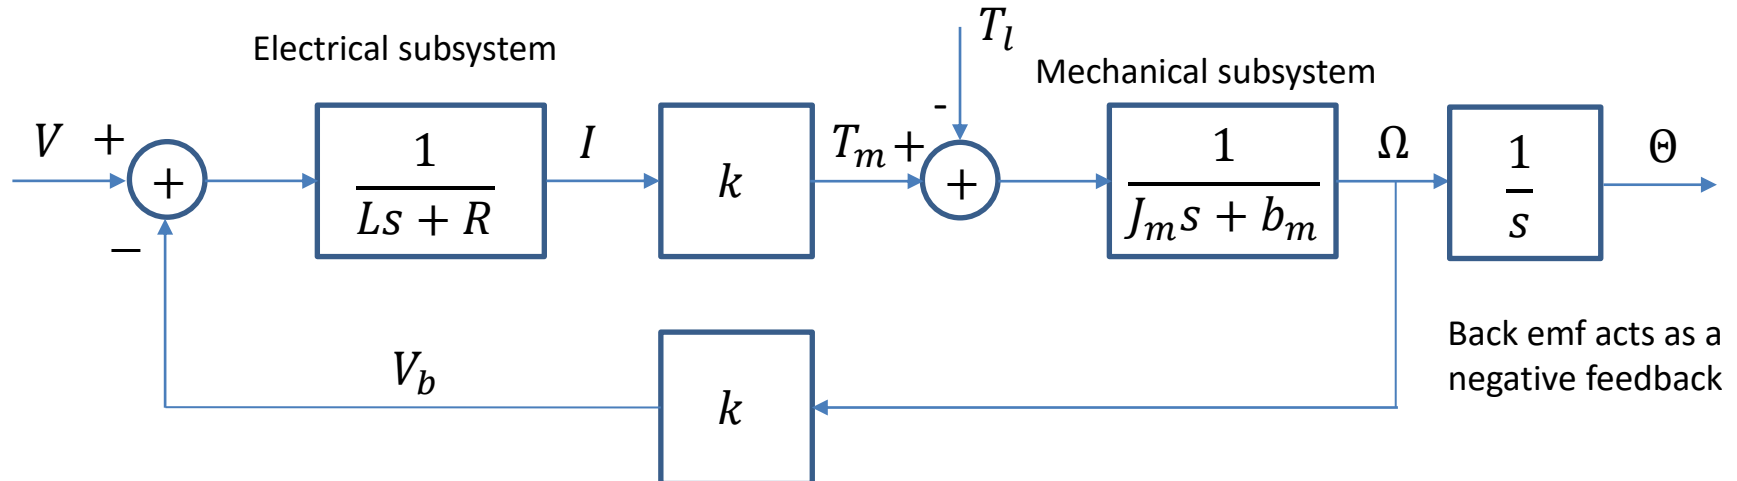 Electrical subsystem
T_l
Mechanical subsystem
-
V +
+
1
Ls + R
I
k
T_m +
+
1
J_m s + b_m
Ω
1
s
Θ
−
V_b
k
Back emf acts as a
negative feedback